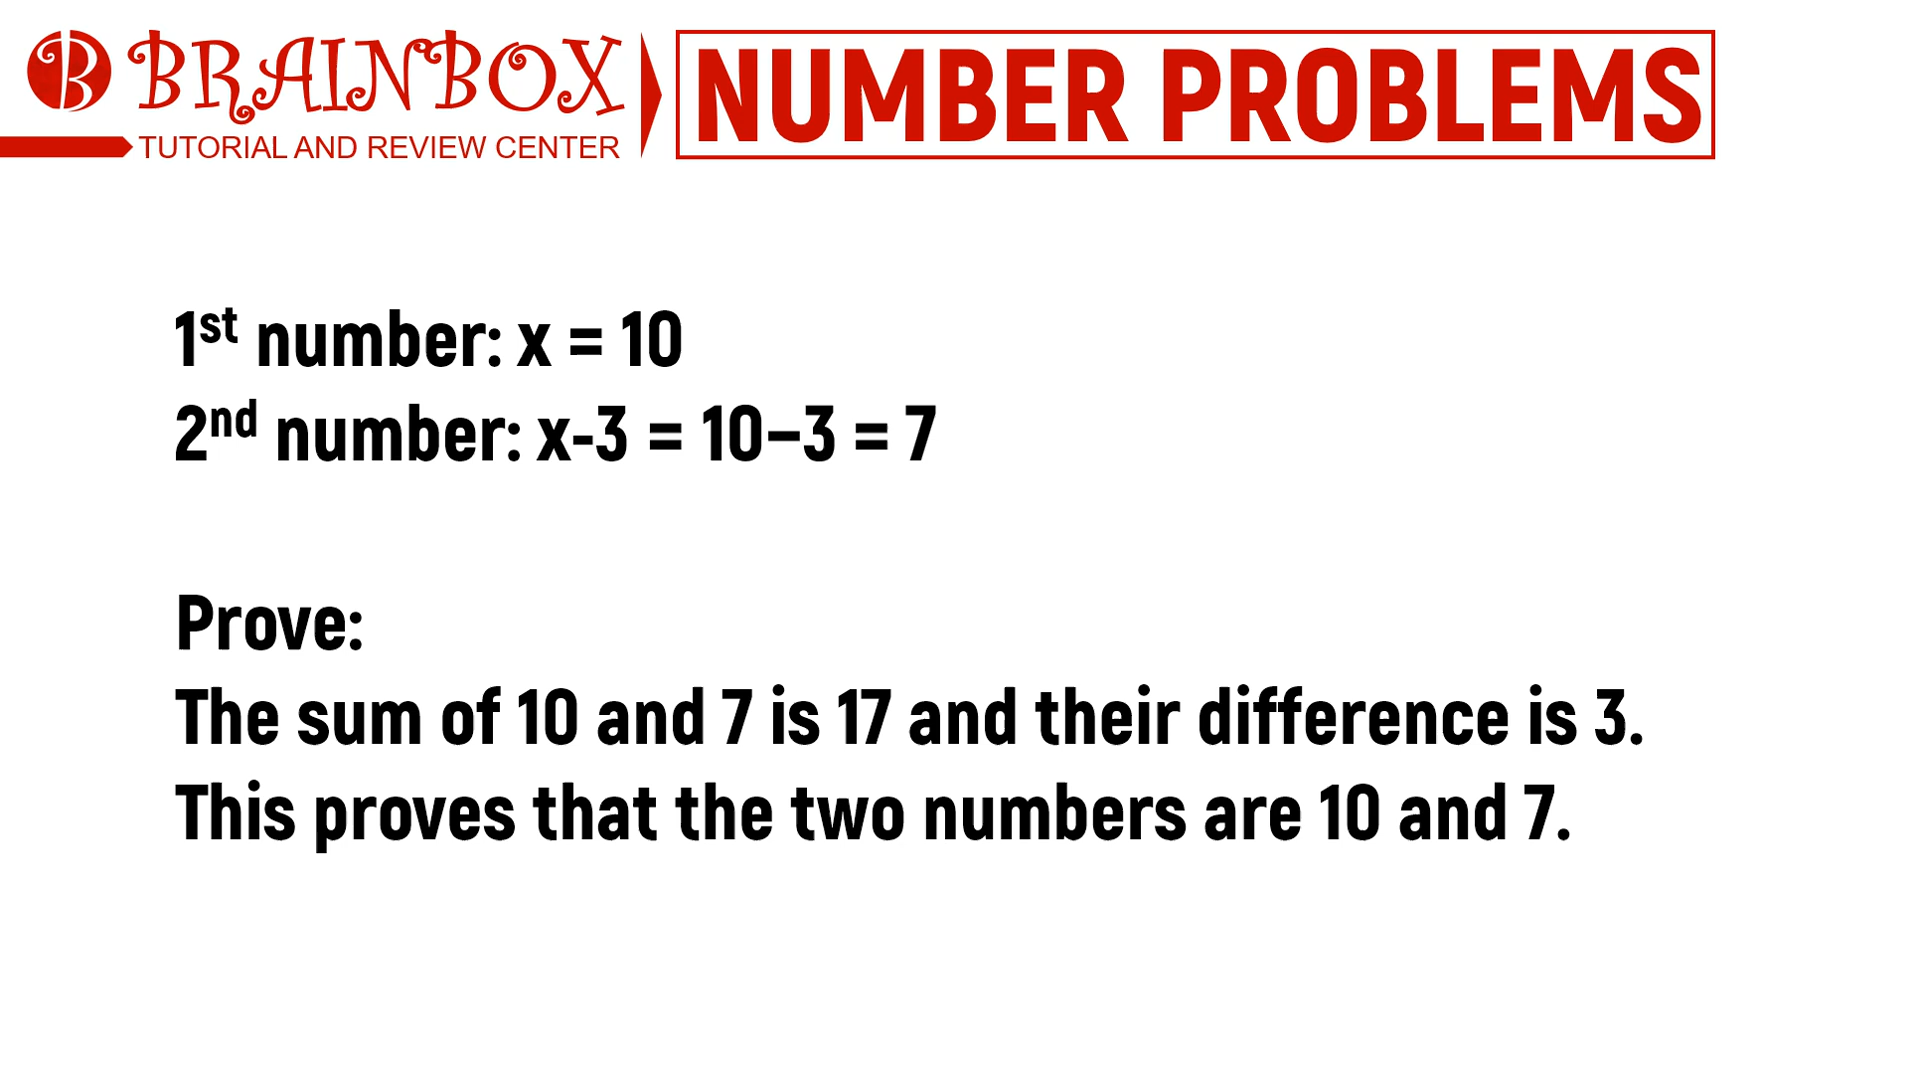 BRAINBOX
TUTORIAL AND REVIEW CENTER
NUMBER PROBLEMS
1st number: x = 10
2nd number: x-3 = 10–3 = 7
Prove:
The sum of 10 and 7 is 17 and their difference is 3.
This proves that the two numbers are 10 and 7.